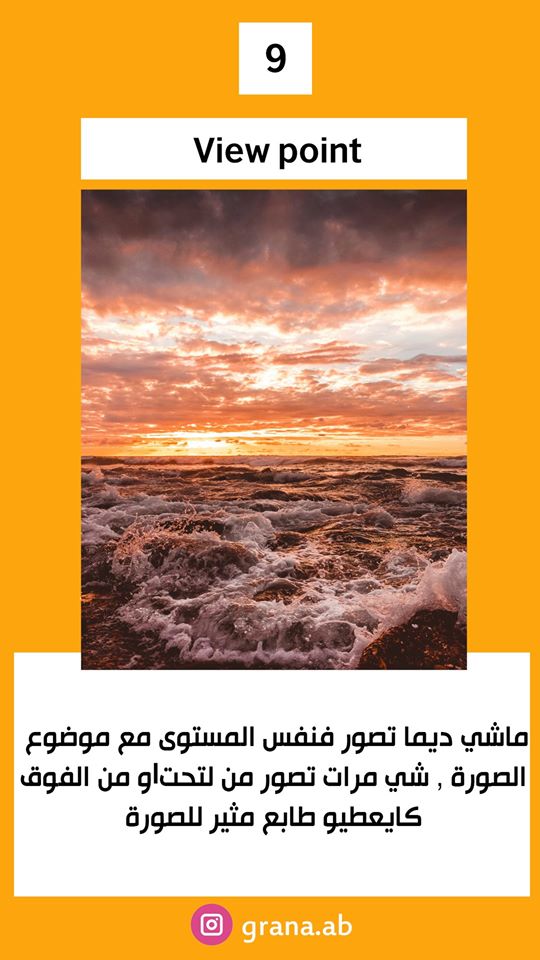 9
View point
ماشي ديما تصور فنفس المستوى مع موضوع
الصورة , شي مرات تصور من لتحتاو من الفوق
كايعطيو طابع مثير للصورة
grana.ab